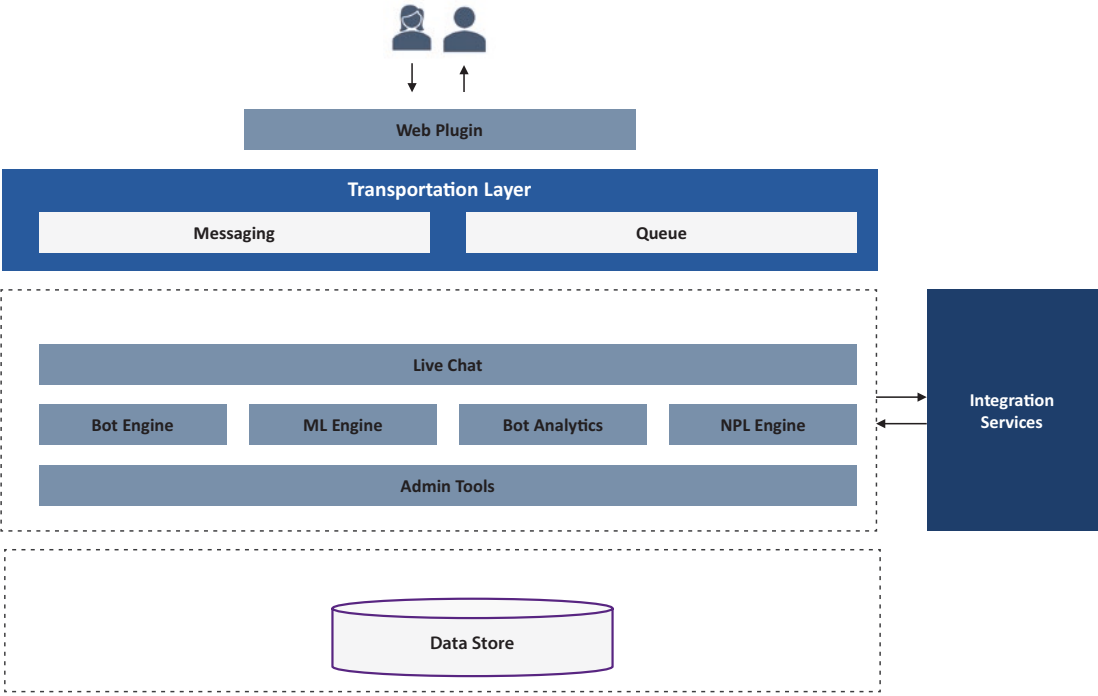 Web Plugin
Transportation Layer
Messaging
Queue
Live Chat
Bot Engine
ML Engine
Bot Analytics
NPL Engine
Admin Tools
Integration
Services
Data Store